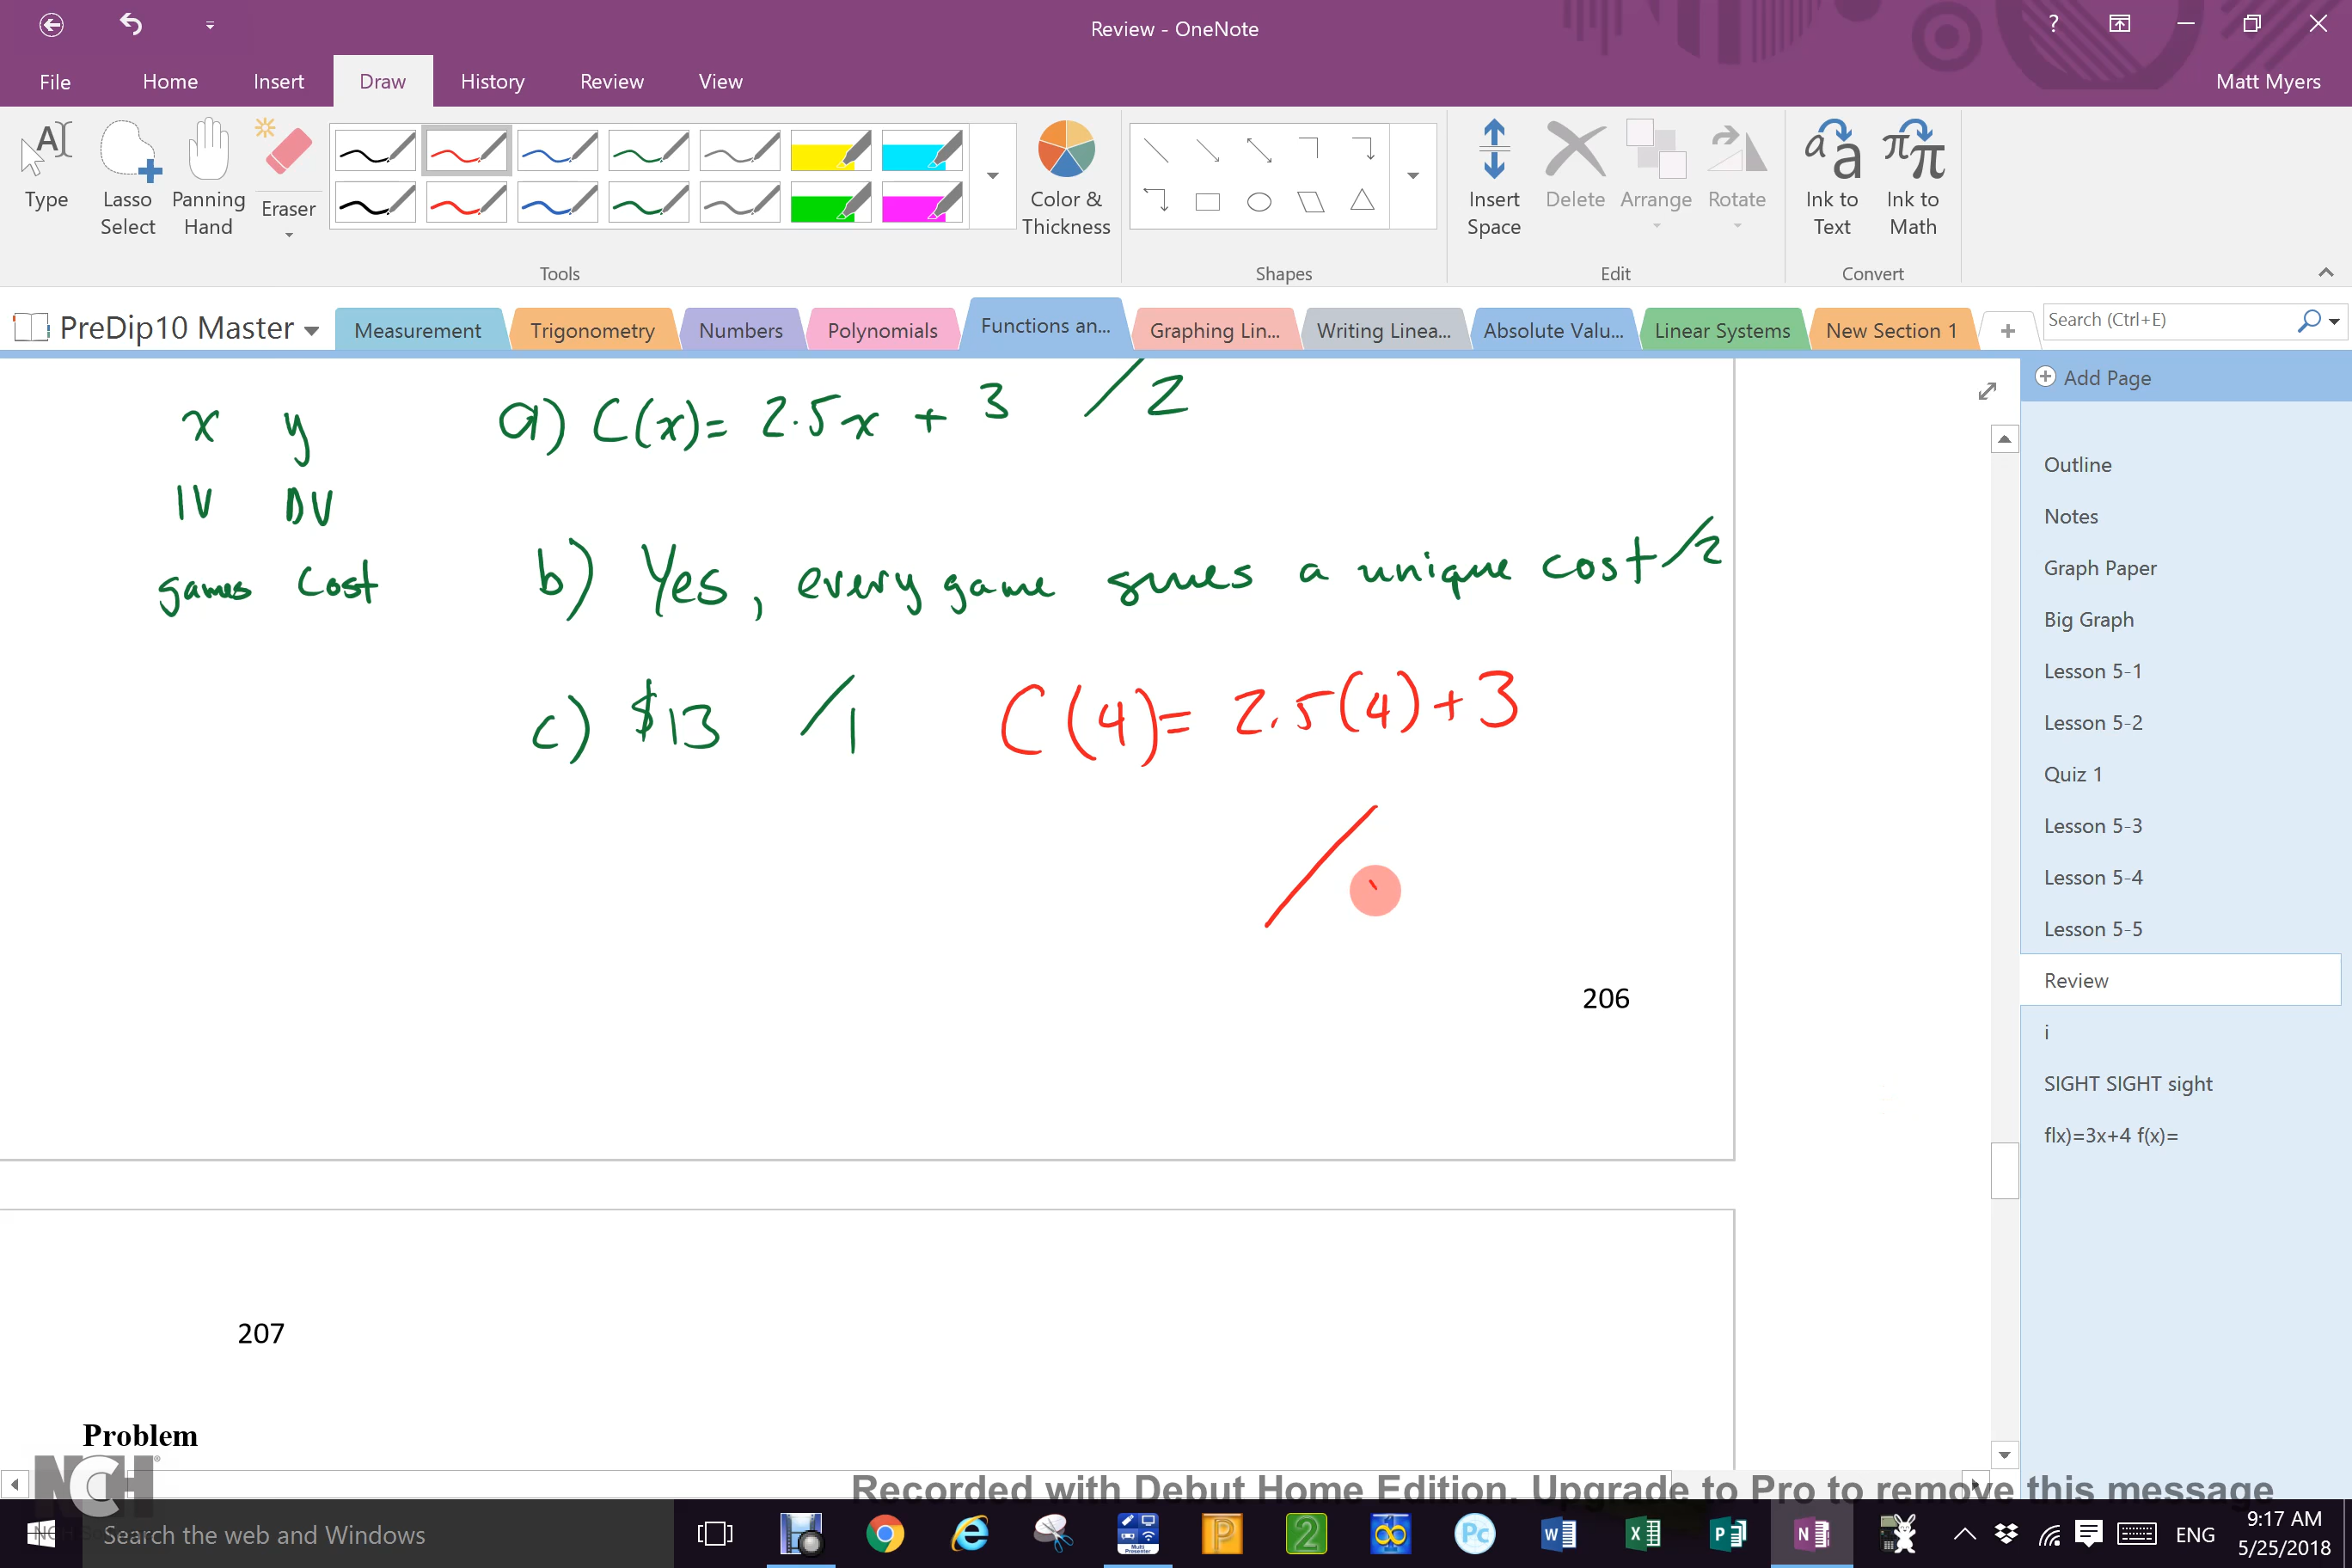 Review - OneNote
?
File Home Insert Draw History Review View Matt Myers
Type Lasso Select Panning Hand Eraser Color & Thickness Insert Space Delete Arrange Rotate Ink to Text Ink to Math
Tools Shapes Edit Convert
PreDip10 Master Measurement Trigonometry Numbers Polynomials Functions an... Graphing Lin... Writing Linea... Absolute Valu... Linear Systems New Section 1 + Search (Ctrl+E)
x y a) C(x)= 2.5x + 3 /2
IV DV
games cost b) Yes, every game gives a unique cost /2
c) $13 /1 C(4)= 2.5(4)+3
/
206
207
Problem
Add Page
Outline
Notes
Graph Paper
Big Graph
Lesson 5-1
Lesson 5-2
Quiz 1
Lesson 5-3
Lesson 5-4
Lesson 5-5
Review
i
SIGHT SIGHT sight
flx)=3x+4 f(x)=
NCH
Recorded with Debut Home Edition. Upgrade to Pro to remove this message
Search the web and Windows
ENG 9:17 AM
5/25/2018